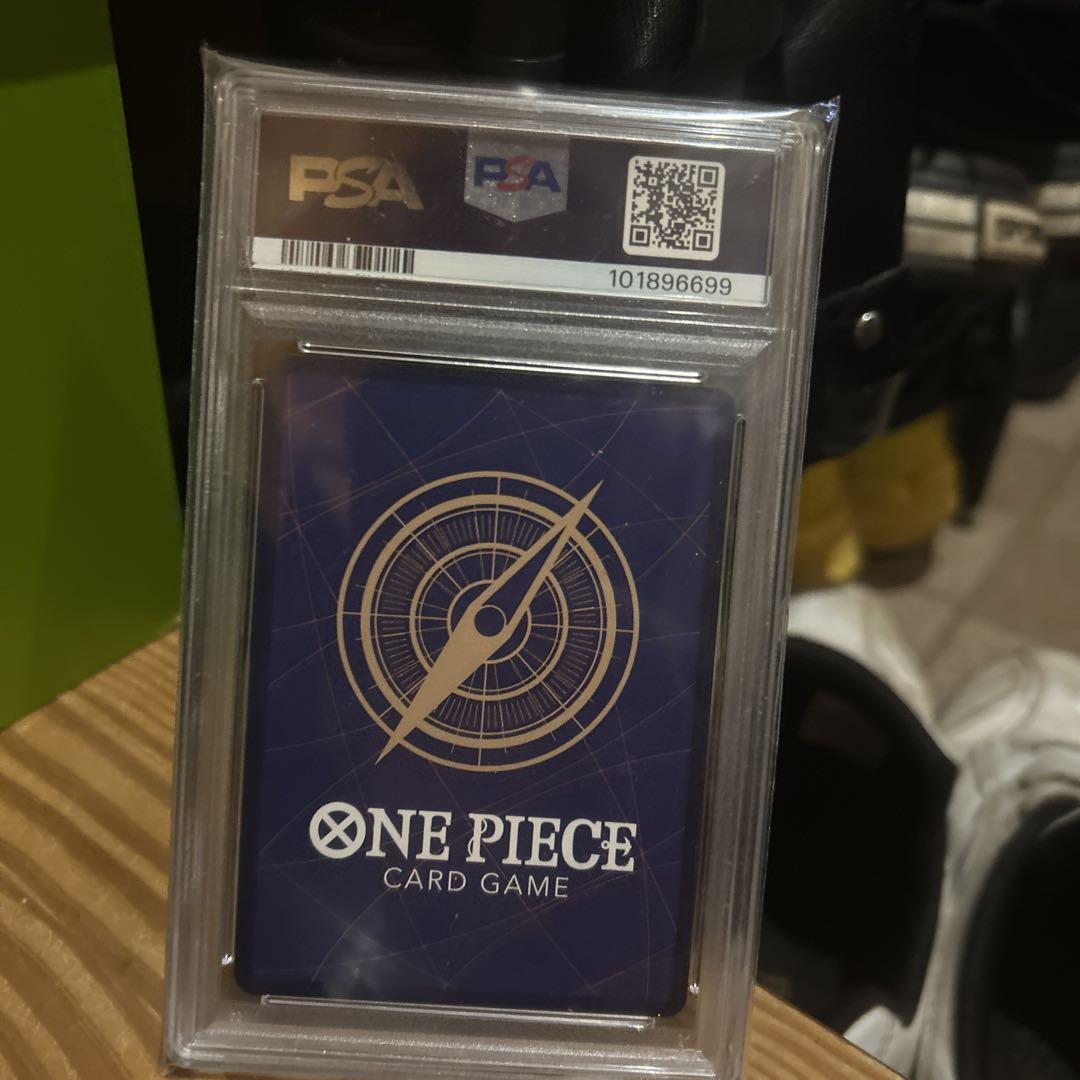 PSA
PSA
101896699
ONE PIECE
CARD GAME